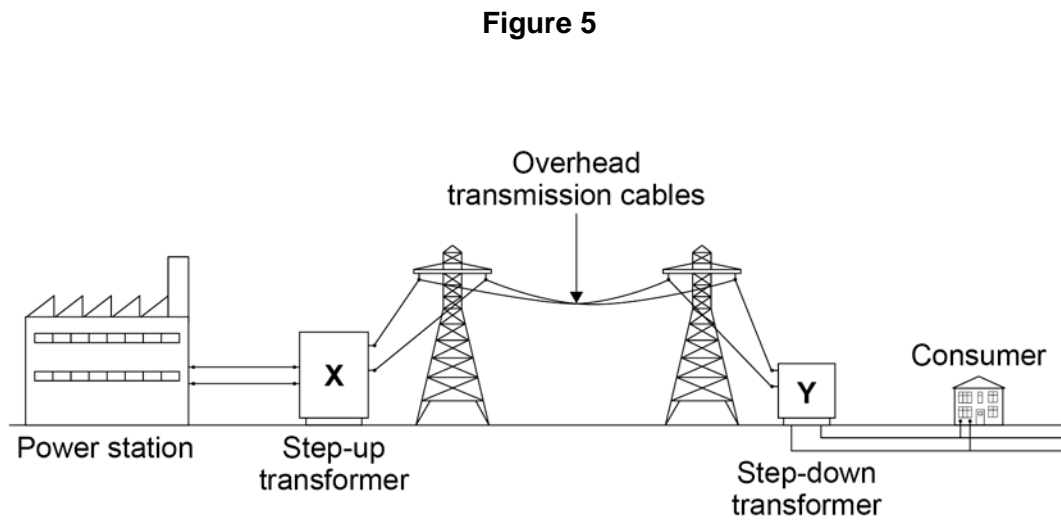 Figure 5
Overhead
transmission cables
X
Y
Consumer
Power station
Step-up
transformer
Step-down
transformer